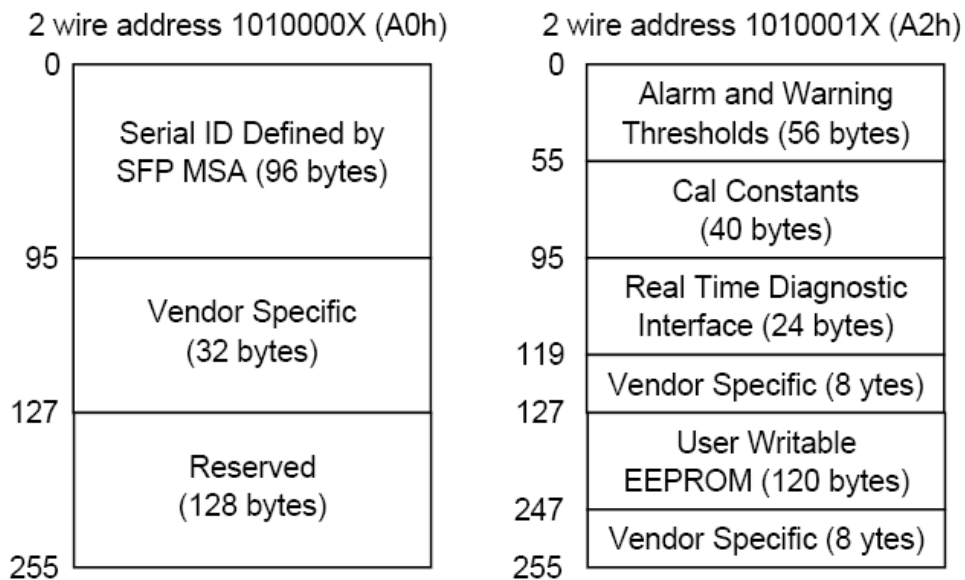 2 wire address 1010000X (A0h)
0
Serial ID Defined by
SFP MSA (96 bytes)
95
Vendor Specific
(32 bytes)
127
Reserved
(128 bytes)
255
2 wire address 1010001X (A2h)
0
Alarm and Warning
Thresholds (56 bytes)
55
Cal Constants
(40 bytes)
95
Real Time Diagnostic
Interface (24 bytes)
119
Vendor Specific (8 ytes)
127
User Writable
EEPROM (120 bytes)
247
Vendor Specific (8 ytes)
255